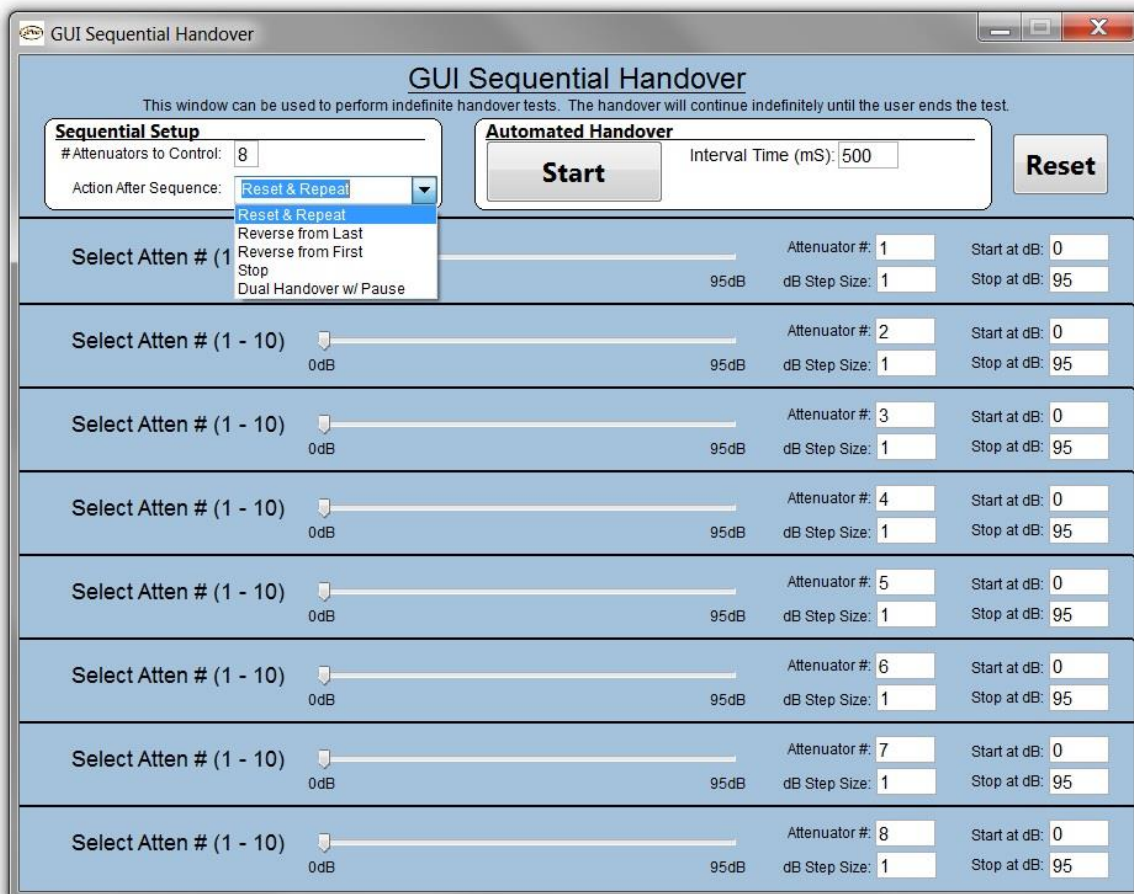 GUI Sequential Handover
GUI Sequential Handover
This window can be used to perform indefinite handover tests. The handover will continue indefinitely until the user ends the test.
Sequential Setup
# Attenuators to Control: 8
Action After Sequence: Reset & Repeat
Reset & Repeat
Reverse from Last
Reverse from First
Stop
Dual Handover w/ Pause
Automated Handover
Start
Interval Time (mS): 500
Reset
Select Atten # (1
95dB
Attenuator #: 1
dB Step Size: 1
Start at dB: 0
Stop at dB: 95
Select Atten # (1 - 10)
0dB
95dB
Attenuator #: 2
dB Step Size: 1
Start at dB: 0
Stop at dB: 95
Select Atten # (1 - 10)
0dB
95dB
Attenuator #: 3
dB Step Size: 1
Start at dB: 0
Stop at dB: 95
Select Atten # (1 - 10)
0dB
95dB
Attenuator #: 4
dB Step Size: 1
Start at dB: 0
Stop at dB: 95
Select Atten # (1 - 10)
0dB
95dB
Attenuator #: 5
dB Step Size: 1
Start at dB: 0
Stop at dB: 95
Select Atten # (1 - 10)
0dB
95dB
Attenuator #: 6
dB Step Size: 1
Start at dB: 0
Stop at dB: 95
Select Atten # (1 - 10)
0dB
95dB
Attenuator #: 7
dB Step Size: 1
Start at dB: 0
Stop at dB: 95
Select Atten # (1 - 10)
0dB
95dB
Attenuator #: 8
dB Step Size: 1
Start at dB: 0
Stop at dB: 95